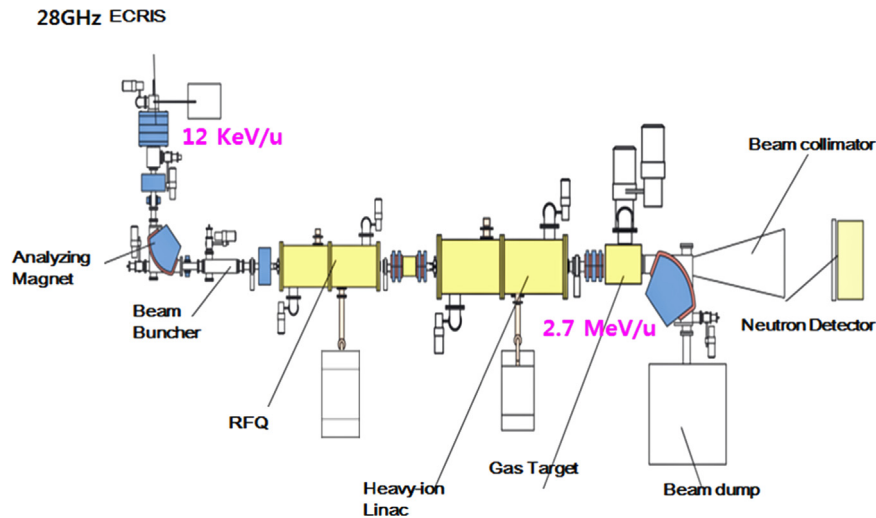 28GHz ECRIS
12 KeV/u
Beam collimator
Analyzing
Magnet
Beam
Buncher
2.7 MeV/u
Neutron Detector
RFQ
Gas Target
Heavy-ion
Linac
Beam dump